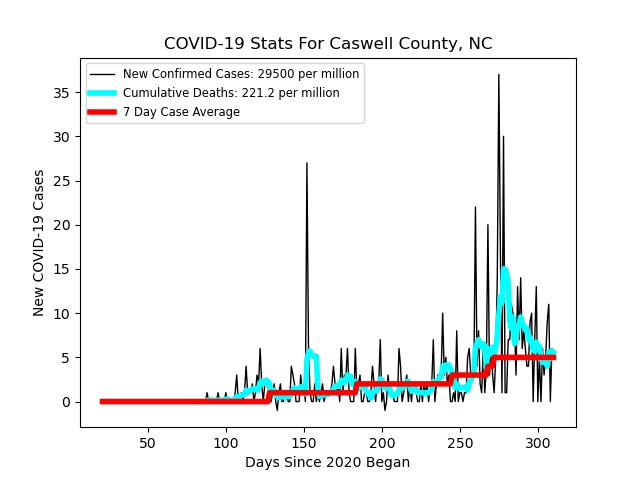 COVID-19 Stats For Caswell County, NC
New Confirmed Cases: 29500 per million
Cumulative Deaths: 221.2 per million
7 Day Case Average
New COVID-19 Cases
35
30
25
20
15
10
5
0
50 100 150 200 250 300
Days Since 2020 Began